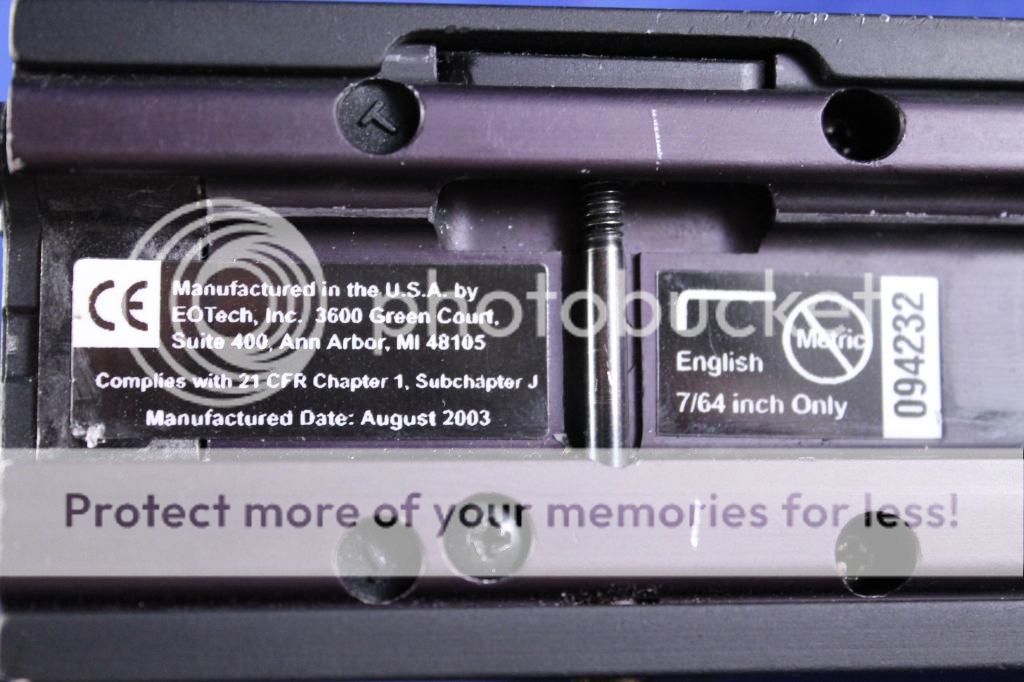 T
CE
Manufactured in the U.S.A. by
EOTech, Inc. 3600 Green Court,
Suite 400, Ann Arbor, MI 48105
Complies with 21 CFR Chapter 1, Subchapter J
Manufactured Date: August 2003
Metric
English
7/64 inch Only
094232
photobucket
Protect more of your memories for less!